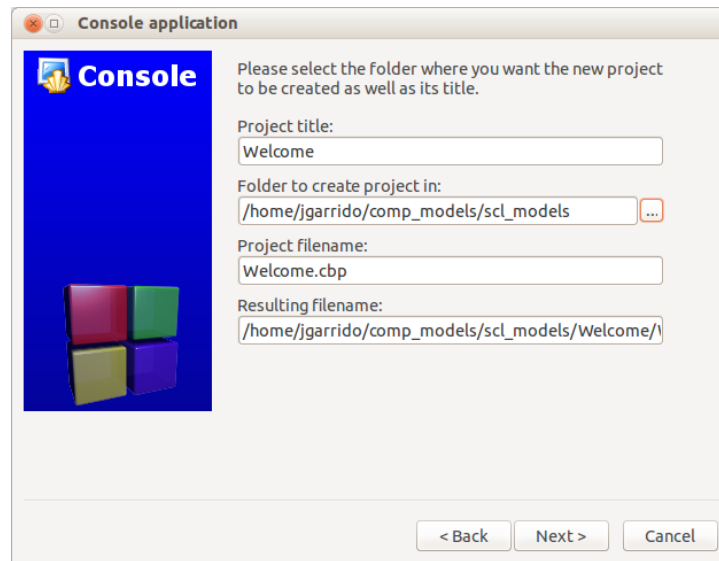 Console application
Console
Please select the folder where you want the new project
to be created as well as its title.
Project title:
Welcome
Folder to create project in:
/home/jgarrido/comp_models/scl_models
...
Project filename:
Welcome.cbp
Resulting filename:
/home/jgarrido/comp_models/scl_models/Welcome/
< Back
Next >
Cancel